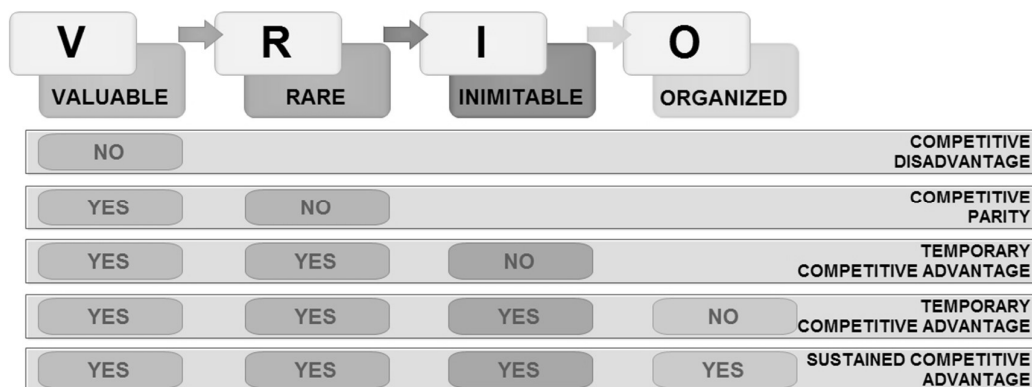 V
R
I
O
VALUABLE
RARE
INIMITABLE
ORGANIZED
NO
COMPETITIVE
DISADVANTAGE
YES
NO
COMPETITIVE
PARITY
YES
YES
NO
TEMPORARY
COMPETITIVE ADVANTAGE
YES
YES
YES
NO
TEMPORARY
COMPETITIVE ADVANTAGE
YES
YES
YES
YES
SUSTAINED COMPETITIVE
ADVANTAGE